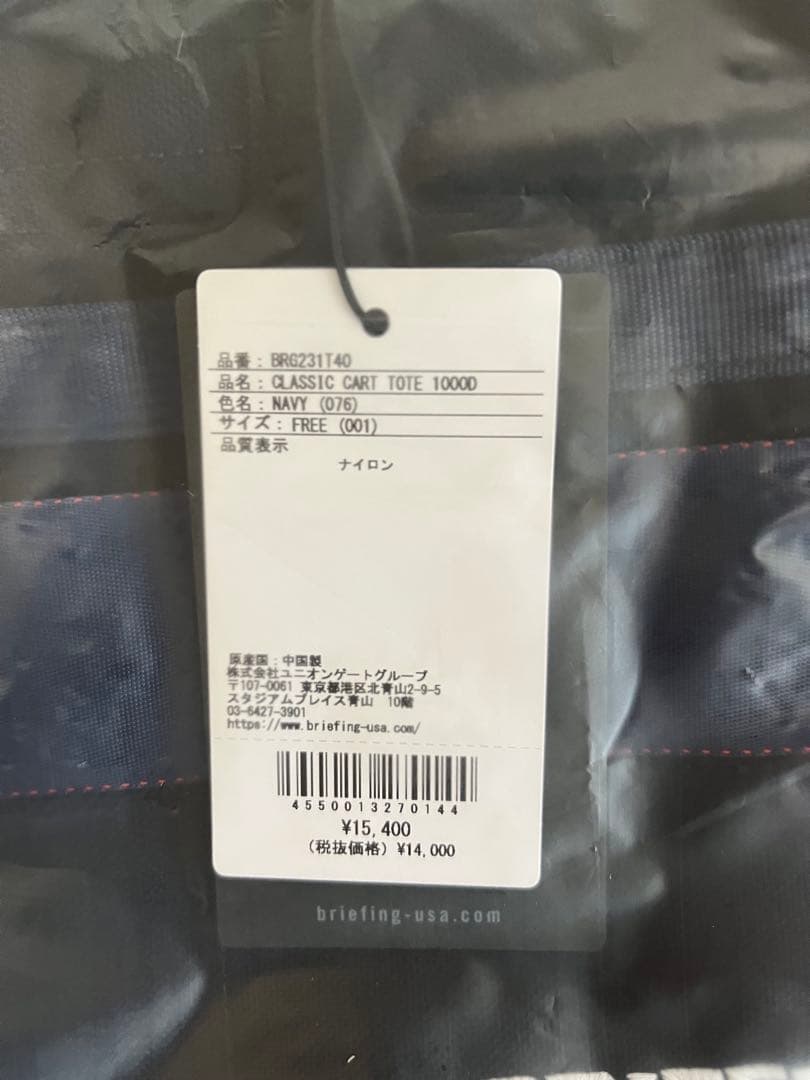 品番：BRG231T40
品名：CLASSIC CART TOTE 1000D
色名：NAVY (076)
サイズ：FREE (001)
品質表示
ナイロン
原産国：中国製
株式会社ユニオンゲートグループ
〒107-0061 東京都港区北青山2-9-5
スタジアムプレイス青山 10階
03-6427-3901
https://www.briefing-usa.com/
4550013270144
¥15,400
(税抜価格) ¥14,000
briefing-usa.com